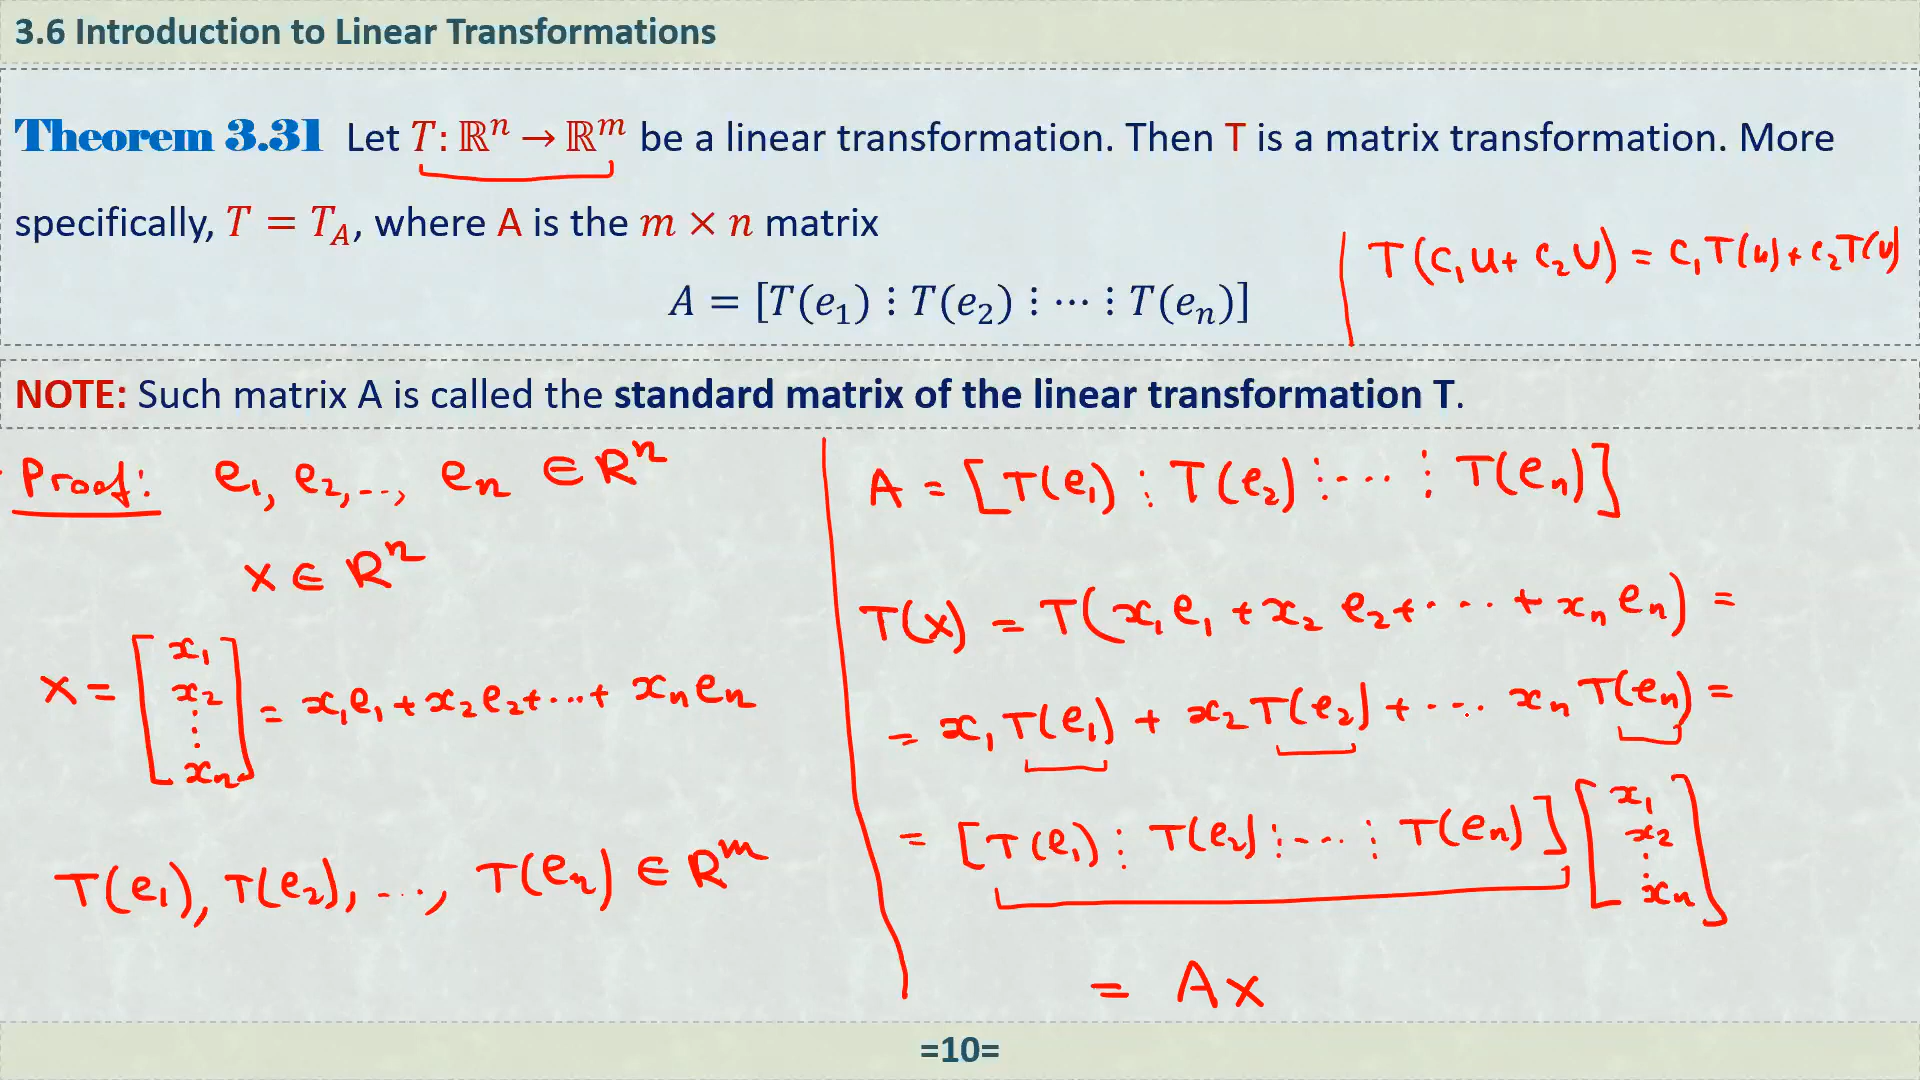 3.6 Introduction to Linear Transformations
Theorem 3.31 Let T: ℝⁿ → ℝᵐ be a linear transformation. Then T is a matrix transformation. More
specifically, T = T_A, where A is the m × n matrix
T(c₁u + c₂v) = c₁T(u) + c₂T(v)
A = [T(e₁) ⋮ T(e₂) ⋮ ⋯ ⋮ T(eₙ)]
NOTE: Such matrix A is called the standard matrix of the linear transformation T.
Proof: e₁, e₂, ..., eₙ ∈ ℝⁿ
x ∈ ℝⁿ
x = [x₁ x₂ ⋮ xₙ] = x₁e₁ + x₂e₂ + ... + xₙeₙ
T(e₁), T(e₂), ..., T(eₙ) ∈ ℝᵐ
A = [T(e₁) ⋮ T(e₂) ⋮ ⋯ ⋮ T(eₙ)]
T(x) = T(x₁e₁ + x₂e₂ + ... + xₙeₙ) =
= x₁T(e₁) + x₂T(e₂) + ... xₙT(eₙ) =
= [T(e₁) ⋮ T(e₂) ⋮ ⋯ ⋮ T(eₙ)] [x₁ x₂ ⋮ xₙ]
= Ax
=10=